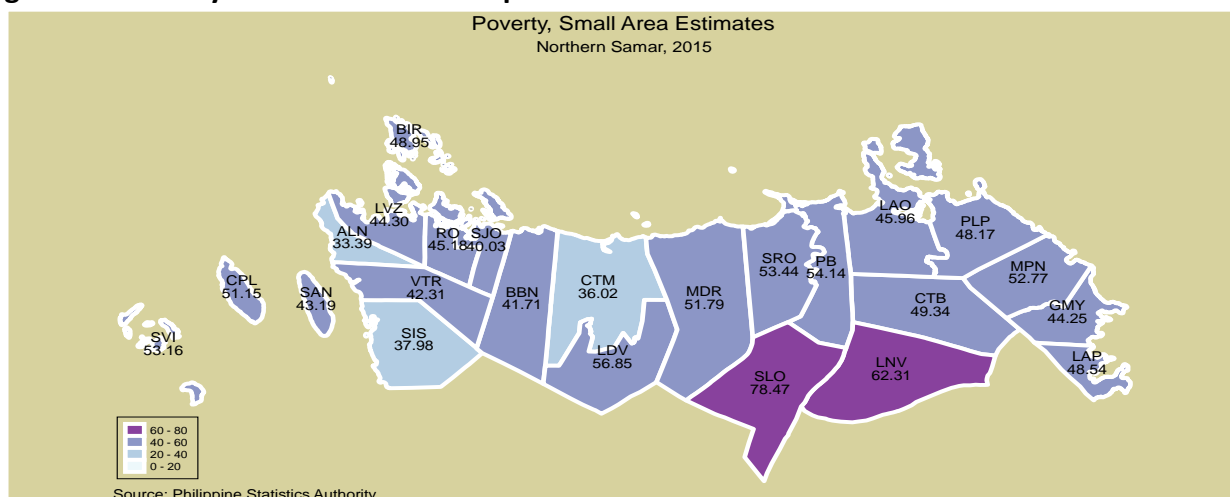 Poverty, Small Area Estimates
Northern Samar, 2015
BIR
48.95
LVZ
44.30
ALN
33.39
RO
45.18
SJO
40.03
LAO
45.96
PLP
48.17
CPL
51.15
SAN
43.19
VTR
42.31
BBN
41.71
CTM
36.02
MDR
51.79
SRO
53.44
PB
54.14
MPN
52.77
CTB
49.34
GMY
44.25
SVI
53.16
SIS
37.98
LDV
56.85
SLO
78.47
LNV
62.31
LAP
48.54
60 - 80
40 - 60
20 - 40
0 - 20
Source: Philippine Statistics Authority